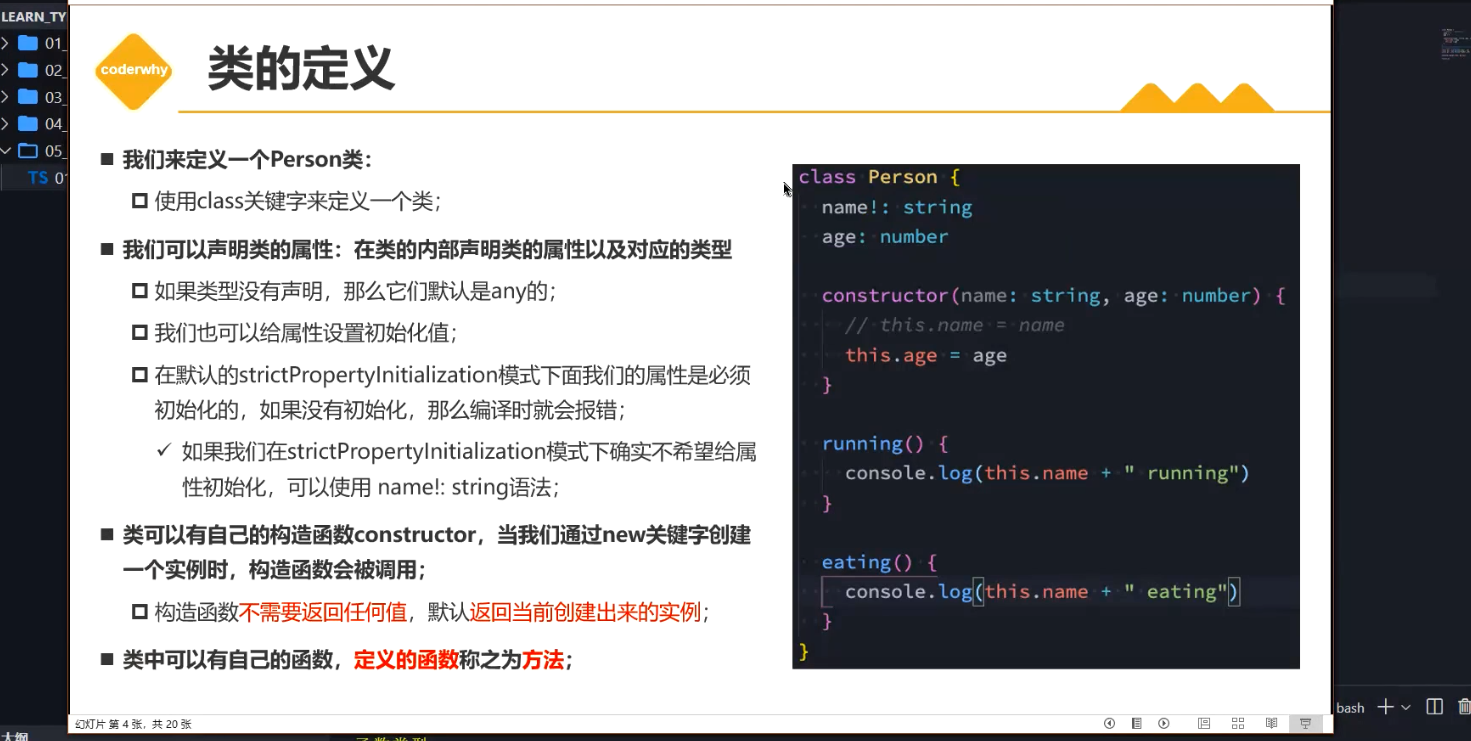 LEARN_TY
01_
02_
03_
04_
05_
TS 0
coderwhy
类的定义
我们来定义一个Person类：
使用class关键字来定义一个类；
我们可以声明类的属性：在类的内部声明类的属性以及对应的类型
如果类型没有声明，那么它们默认是any的；
我们也可以给属性设置初始化值；
在默认的strictPropertyInitialization模式下面我们的属性是必须
初始化的，如果没有初始化，那么编译时就会报错；
如果我们在strictPropertyInitialization模式下确实不希望给属
性初始化，可以使用 name!: string语法；
类可以有自己的构造函数constructor，当我们通过new关键字创建
一个实例时，构造函数会被调用；
构造函数不需要返回任何值，默认返回当前创建出来的实例；
类中可以有自己的函数，定义的函数称之为方法；
class Person {
name!: string
age: number
constructor(name: string, age: number) {
// this.name = name
this.age = age
}
running() {
console.log(this.name + " running")
}
eating() {
console.log(this.name + " eating")
}
}
幻灯片 第 4 张，共 20 张
bash
大纲